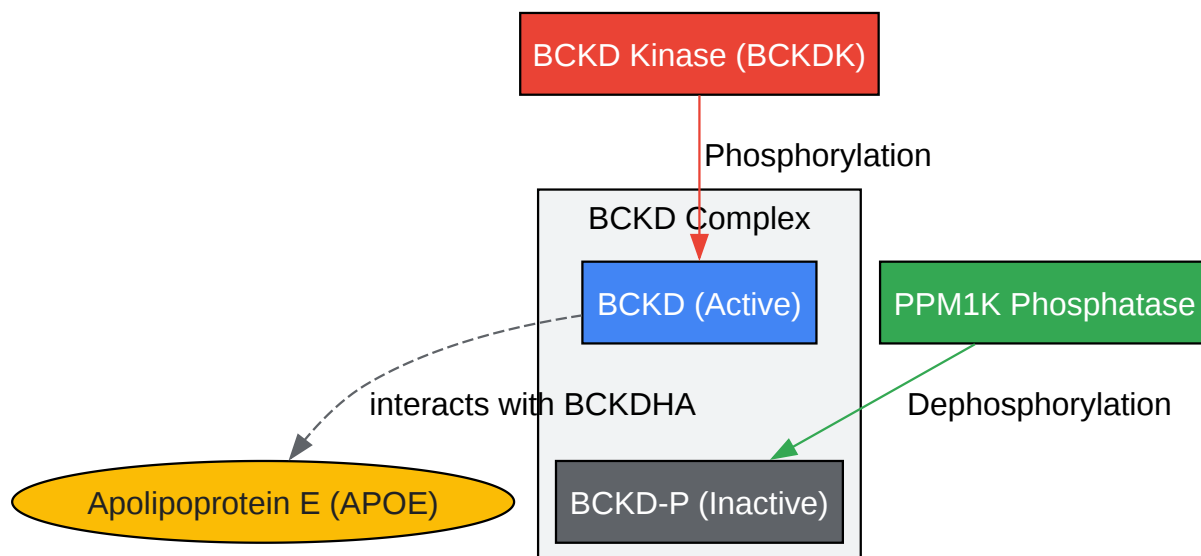 BCKD Kinase (BCKDK)
Phosphorylation
BCKD Complex
BCKD (Active)
PPM1K Phosphatase
interacts with BCKDHA
Dephosphorylation
Apolipoprotein E (APOE)
BCKD-P (Inactive)